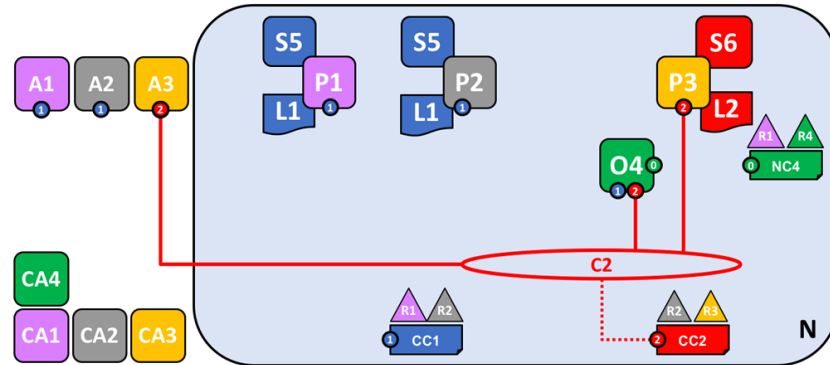 S5 S5 S6
A1 A2 A3 P1 P2 P3
1 1 2 1 1 2
L1 L1 L2
R1 R4
O4 0 0 NC4
1 2
C2
CA4
R1 R2 R2 R3
CA1 CA2 CA3 1 CC1 2 CC2 N